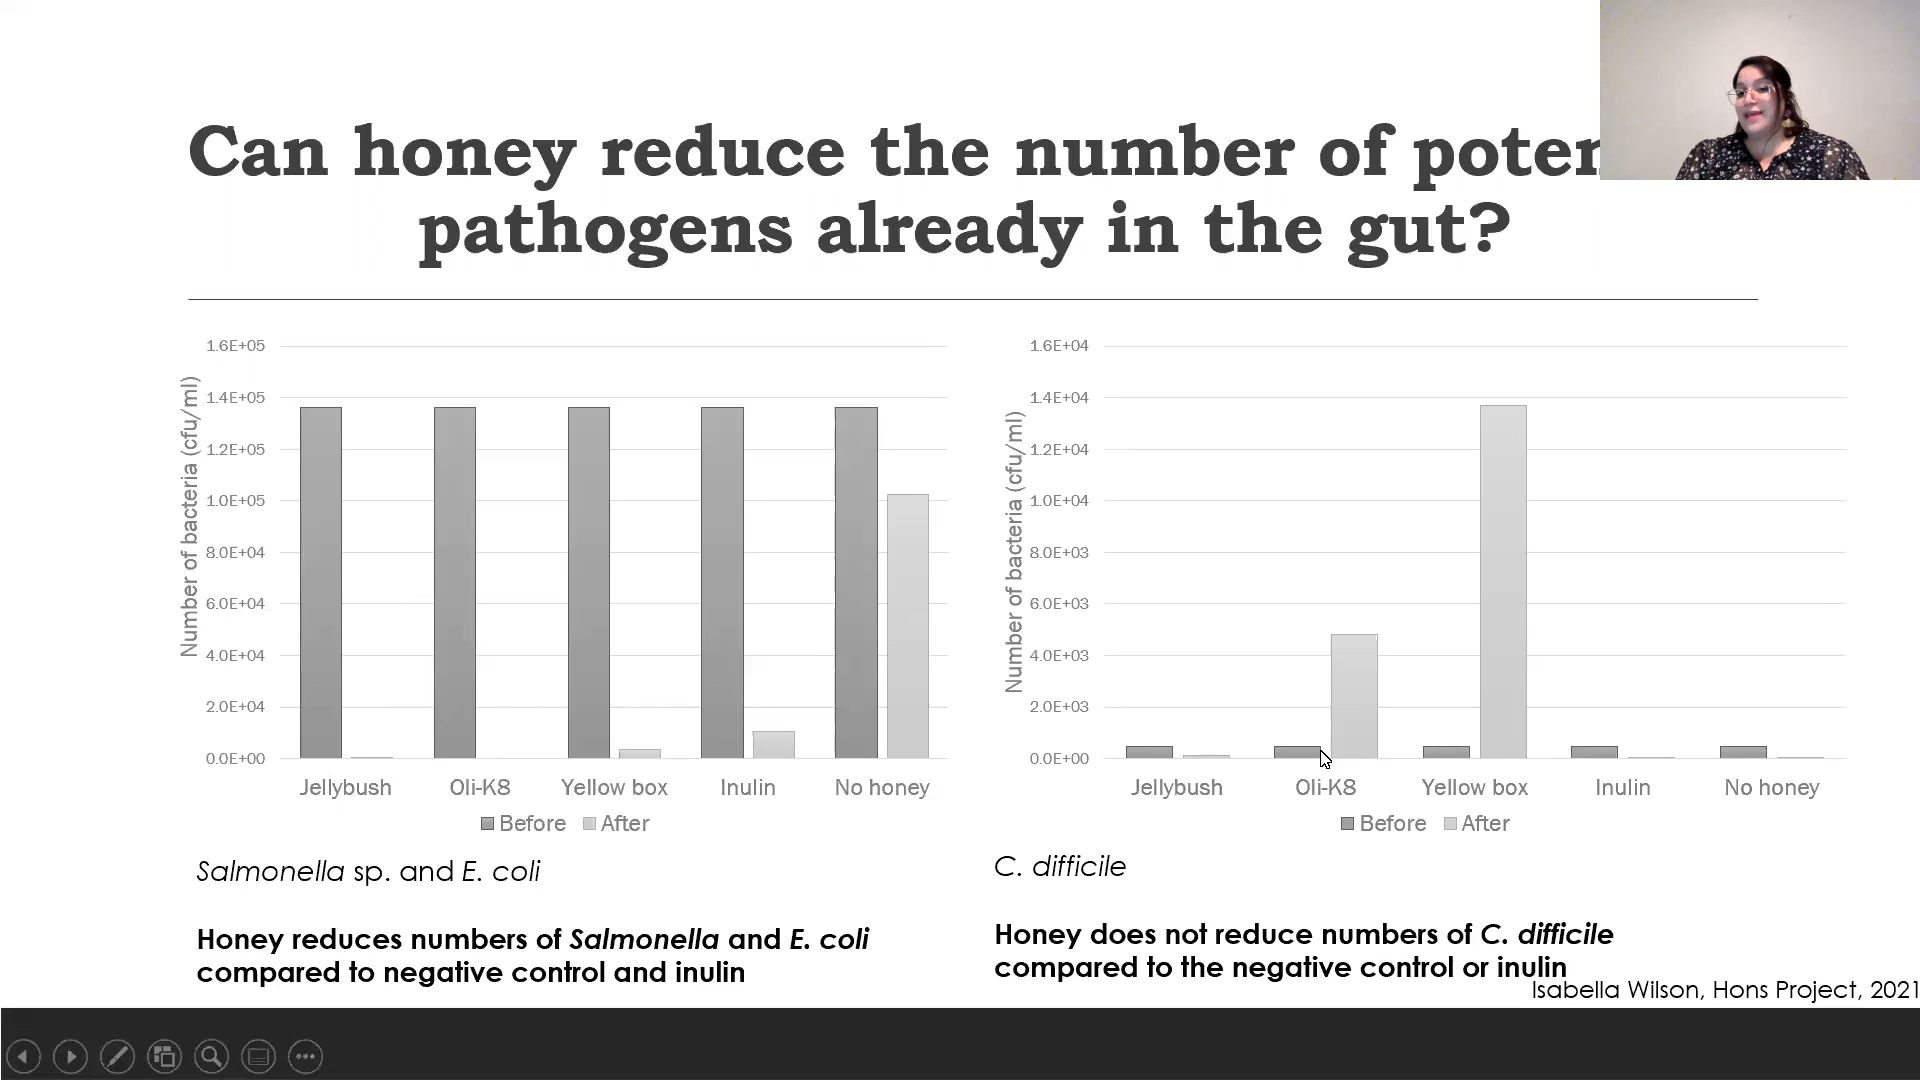 Can honey reduce the number of
pathogens already in the gut?
Number of bacteria (cfu/ml)
1.6E+05
1.4E+05
1.2E+05
1.0E+05
8.0E+04
6.0E+04
4.0E+04
2.0E+04
0.0E+00
Jellybush Oli-K8 Yellow box Inulin No honey
Before After
Salmonella sp. and E. coli
Honey reduces numbers of Salmonella and E. coli
compared to negative control and inulin
Number of bacteria (cfu/ml)
1.6E+04
1.4E+04
1.2E+04
1.0E+04
8.0E+03
6.0E+03
4.0E+03
2.0E+03
0.0E+00
Jellybush Oli-K8 Yellow box Inulin No honey
Before After
C. difficile
Honey does not reduce numbers of C. difficile
compared to the negative control or inulin
Isabella Wilson, Hons Project, 2021